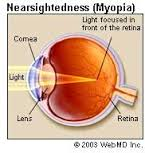 Nearsightedness (Myopia)
Light focused in
front of the retina
Cornea
Light
Lens
Retina
© 2003 WebMD Inc.